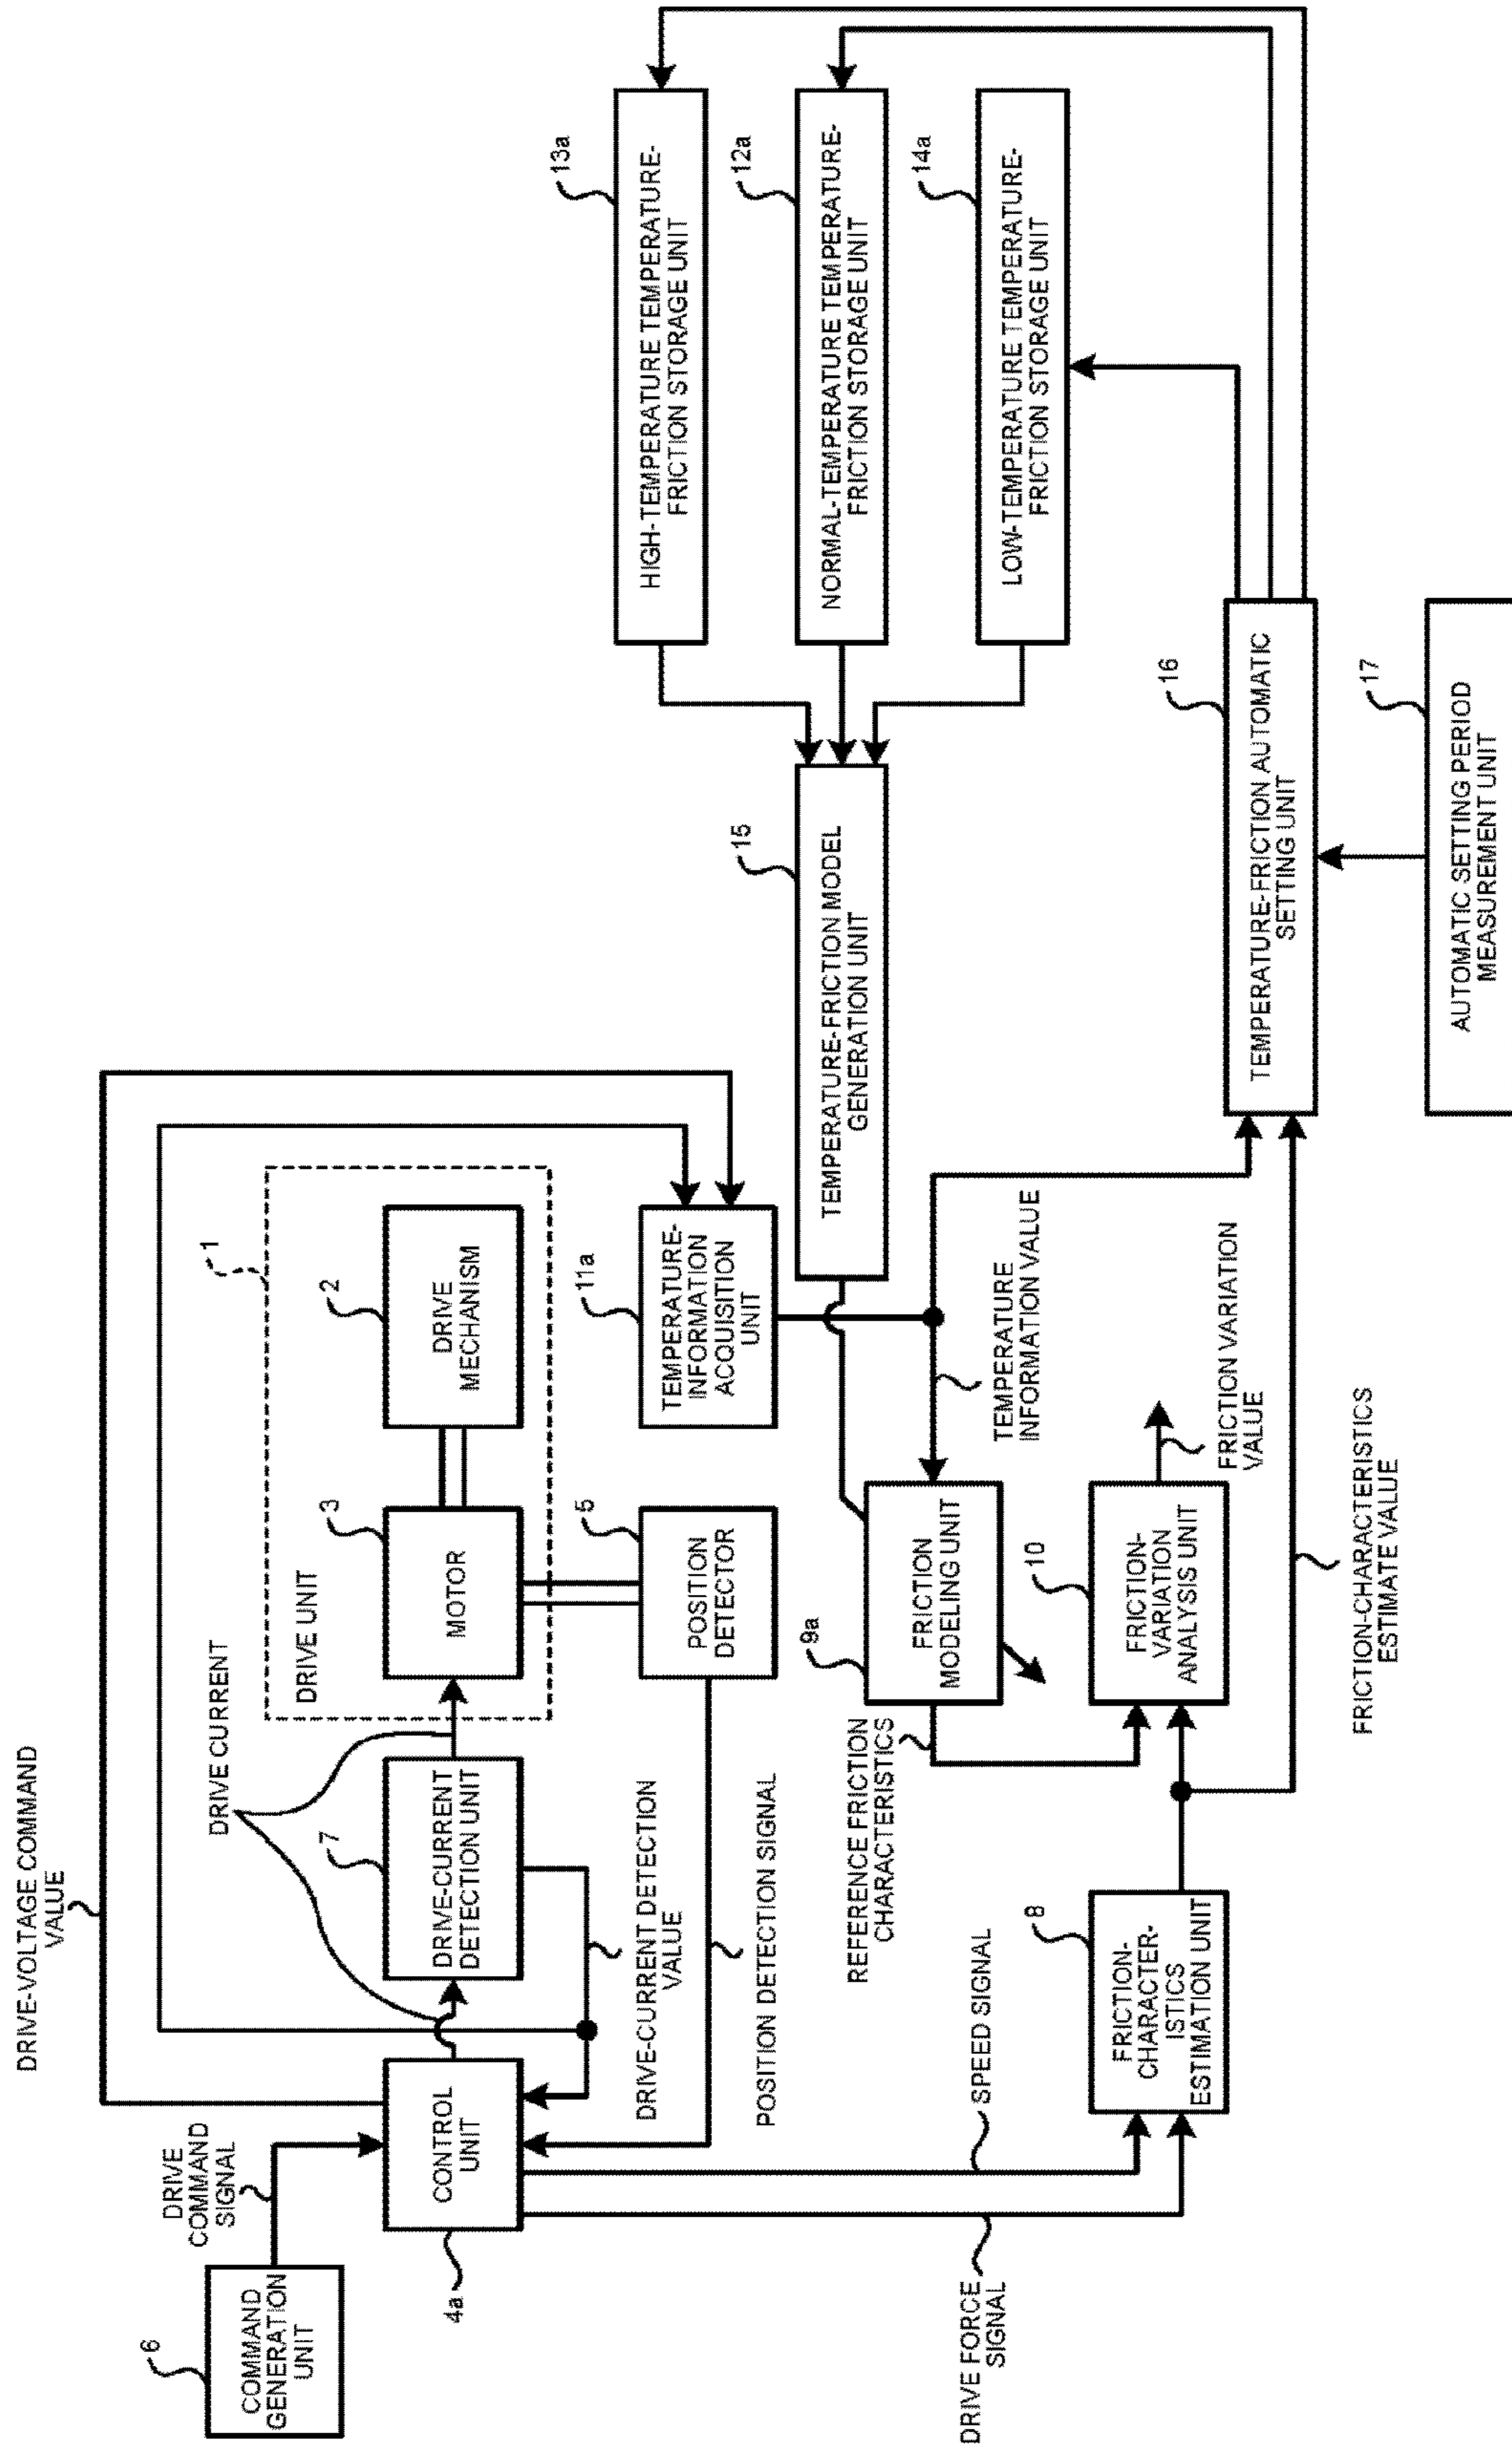 DRIVE-VOLTAGE COMMAND
VALUE
DRIVE
COMMAND
SIGNAL
6
COMMAND
GENERATION
UNIT
CONTROL
UNIT
4a
DRIVE CURRENT
7
DRIVE-CURRENT
DETECTION UNIT
DRIVE UNIT
1
3
MOTOR
2
DRIVE
MECHANISM
DRIVE-CURRENT DETECTION
VALUE
POSITION DETECTION SIGNAL
5
POSITION
DETECTOR
11a
TEMPERATURE-
INFORMATION
ACQUISITION
UNIT
13a
HIGH-TEMPERATURE TEMPERATURE-
FRICTION STORAGE UNIT
12a
NORMAL-TEMPERATURE TEMPERATURE-
FRICTION STORAGE UNIT
14a
LOW-TEMPERATURE TEMPERATURE-
FRICTION STORAGE UNIT
15
TEMPERATURE-FRICTION MODEL
GENERATION UNIT
REFERENCE FRICTION
CHARACTERISTICS
9a
FRICTION
MODELING UNIT
TEMPERATURE
INFORMATION VALUE
DRIVE FORCE
SIGNAL
SPEED SIGNAL
8
FRICTION-
CHARACTER-
ISTICS
ESTIMATION UNIT
10
FRICTION-
VARIATION
ANALYSIS UNIT
FRICTION VARIATION
VALUE
FRICTION-CHARACTERISTICS
ESTIMATE VALUE
16
TEMPERATURE-FRICTION AUTOMATIC
SETTING UNIT
17
AUTOMATIC SETTING PERIOD
MEASUREMENT UNIT